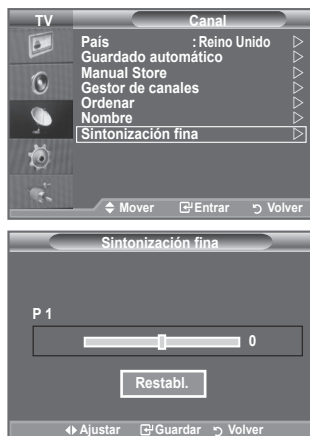 TV
Canal
País : Reino Unido
Guardado automático
Manual Store
Gestor de canales
Ordenar
Nombre
Sintonización fina
Mover Entrar Volver
Sintonización fina
P 1
0
Restabl.
Ajustar Guardar Volver